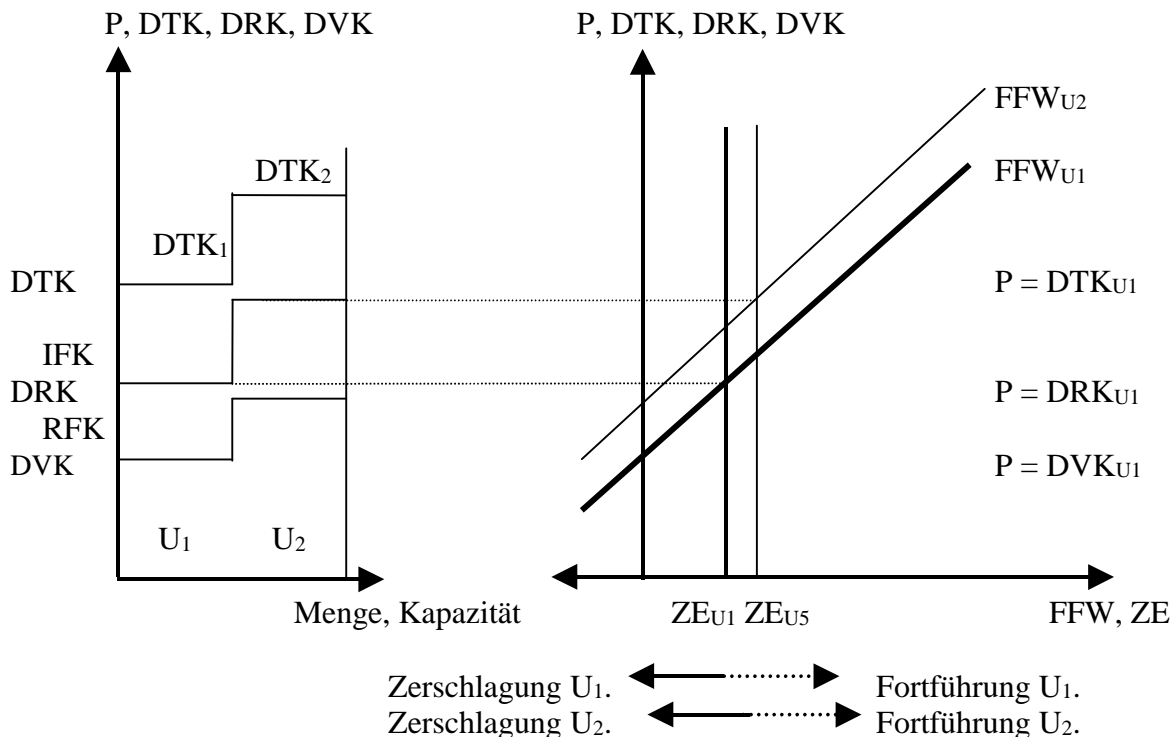 P, DTK, DRK, DVK
P, DTK, DRK, DVK
FFWU2
DTK2
FFWU1
DTK1
DTK
P = DTKU1
IFK
DRK
P = DRKU1
RFK
DVK
P = DVKU1
U1
U2
Menge, Kapazität
ZEU1 ZEU5
FFW, ZE
Zerschlagung U1.
Fortführung U1.
Zerschlagung U2.
Fortführung U2.